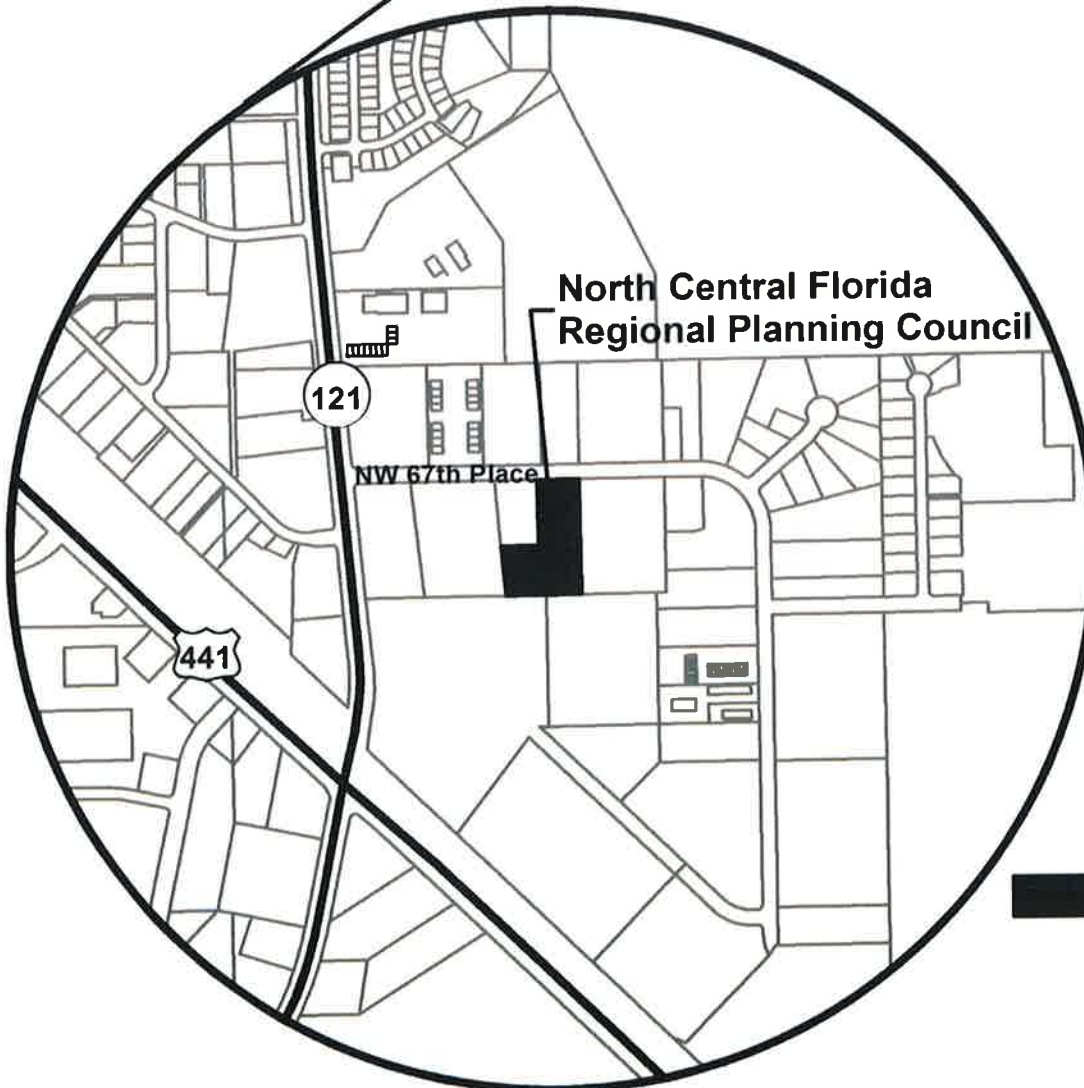 North Central Florida
Regional Planning Council
121
NW 67th Place
441